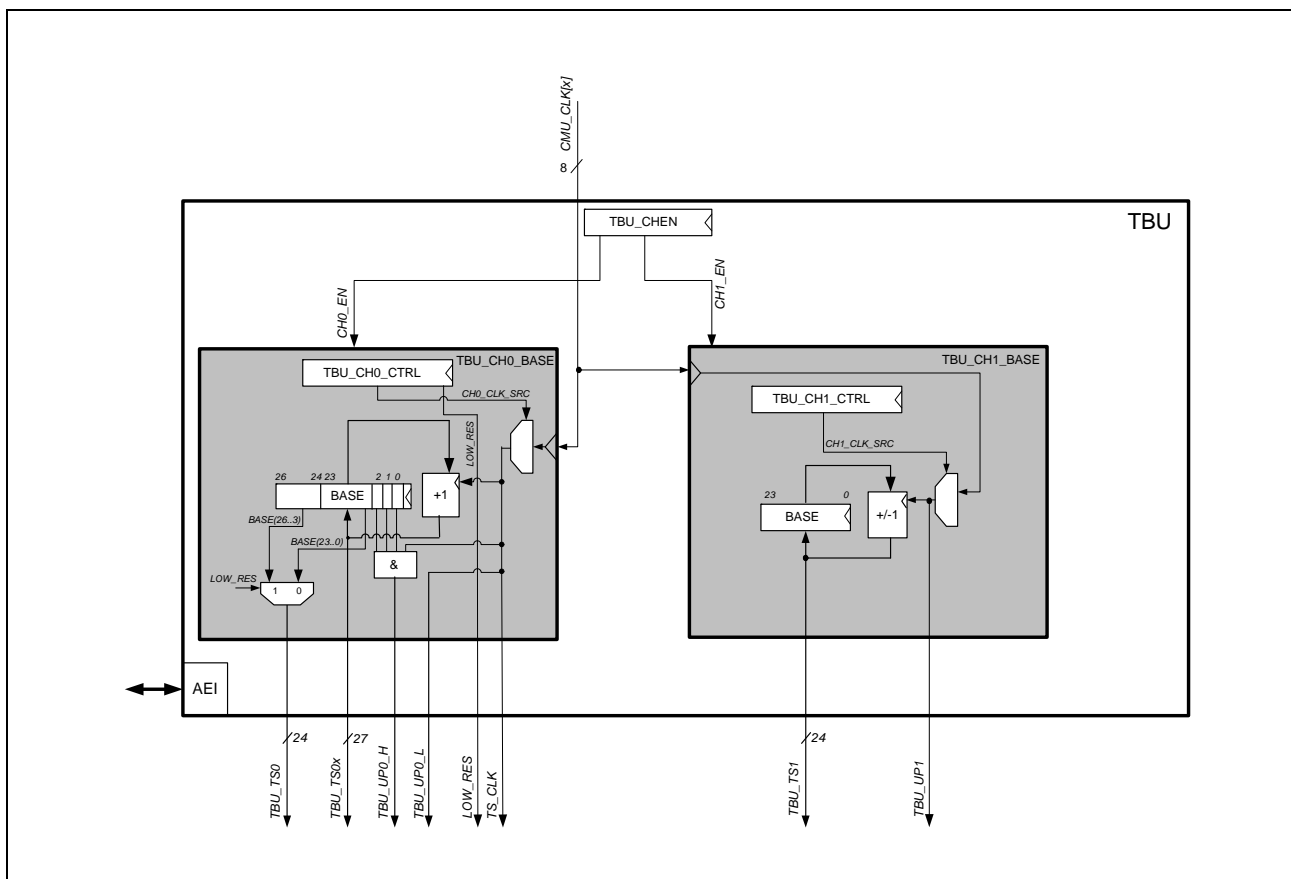 CMU_CLK[x]
8
TBU_CHEN
TBU
CH0_EN
CH1_EN
TBU_CH0_BASE
TBU_CH0_CTRL
CH0_CLK_SRC
LOW_RES
26
24 23
2 1 0
BASE
+1
BASE(26..3)
BASE(23..0)
&
LOW_RES
1 0
TBU_CH1_BASE
TBU_CH1_CTRL
CH1_CLK_SRC
23
0
BASE
+/-1
AEI
24
27
24
TBU_TS0
TBU_TS0x
TBU_UP0_H
TBU_UP0_L
LOW_RES
TS_CLK
TBU_TS1
TBU_UP1